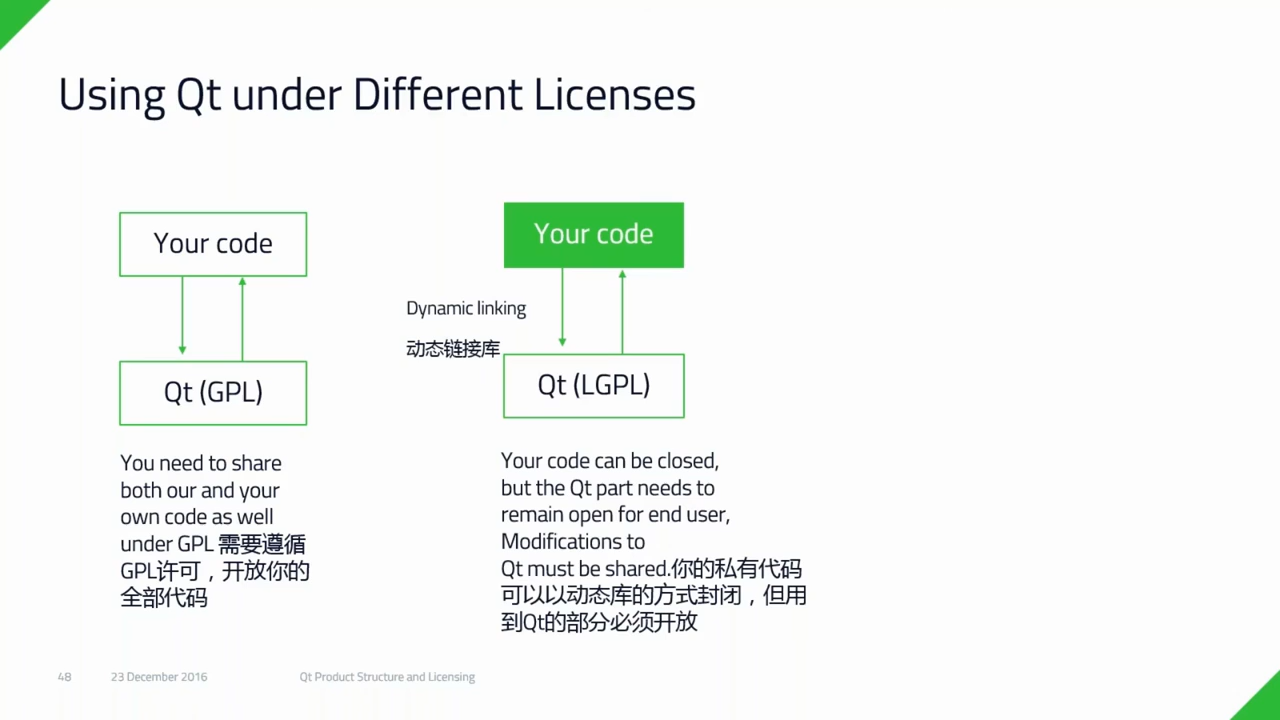 Using Qt under Different Licenses
Your code
Qt (GPL)
You need to share
both our and your
own code as well
under GPL 需要遵循
GPL许可，开放你的
全部代码
Your code
Dynamic linking
动态链接库
Qt (LGPL)
Your code can be closed,
but the Qt part needs to
remain open for end user,
Modifications to
Qt must be shared.你的私有代码
可以以动态库的方式封闭，但用
到Qt的部分必须开放
48 23 December 2016 Qt Product Structure and Licensing